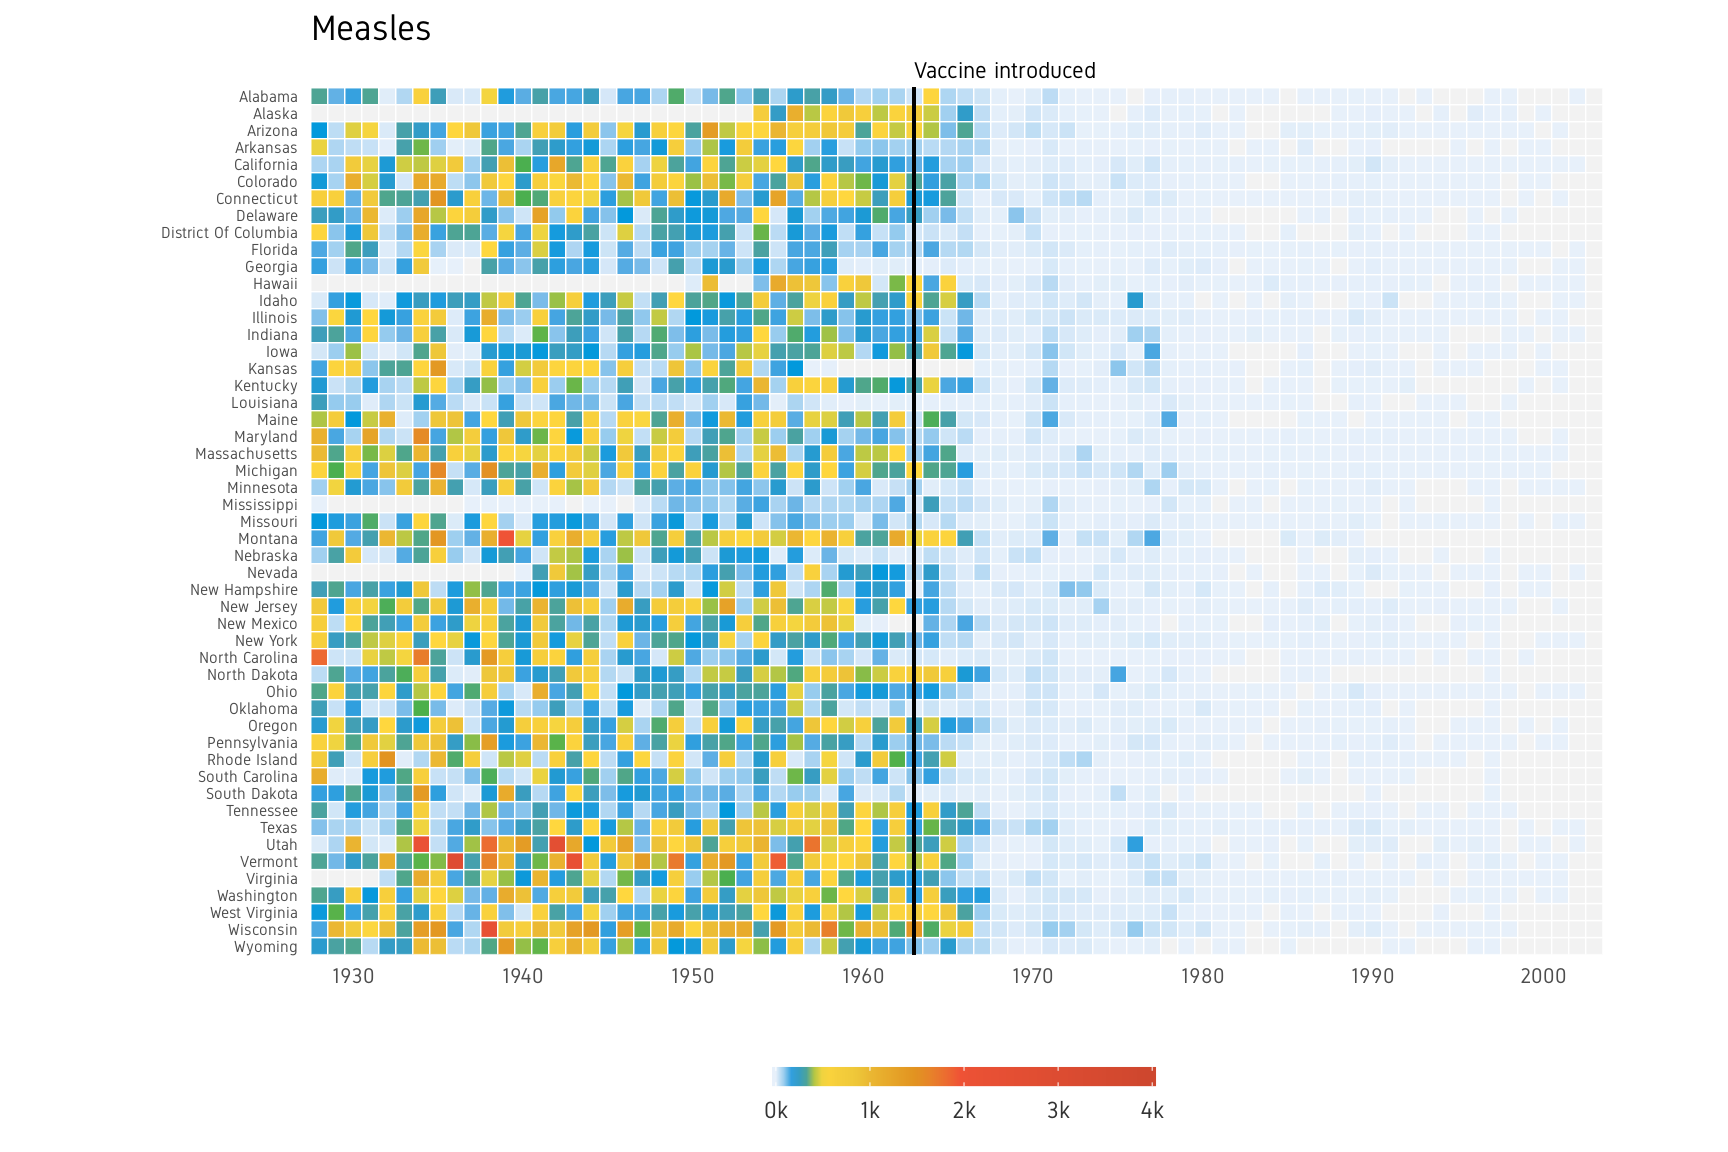 Measles
Vaccine introduced
Alabama
Alaska
Arizona
Arkansas
California
Colorado
Connecticut
Delaware
District Of Columbia
Florida
Georgia
Hawaii
Idaho
Illinois
Indiana
Iowa
Kansas
Kentucky
Louisiana
Maine
Maryland
Massachusetts
Michigan
Minnesota
Mississippi
Missouri
Montana
Nebraska
Nevada
New Hampshire
New Jersey
New Mexico
New York
North Carolina
North Dakota
Ohio
Oklahoma
Oregon
Pennsylvania
Rhode Island
South Carolina
South Dakota
Tennessee
Texas
Utah
Vermont
Virginia
Washington
West Virginia
Wisconsin
Wyoming
1930 1940 1950 1960 1970 1980 1990 2000
0k 1k 2k 3k 4k